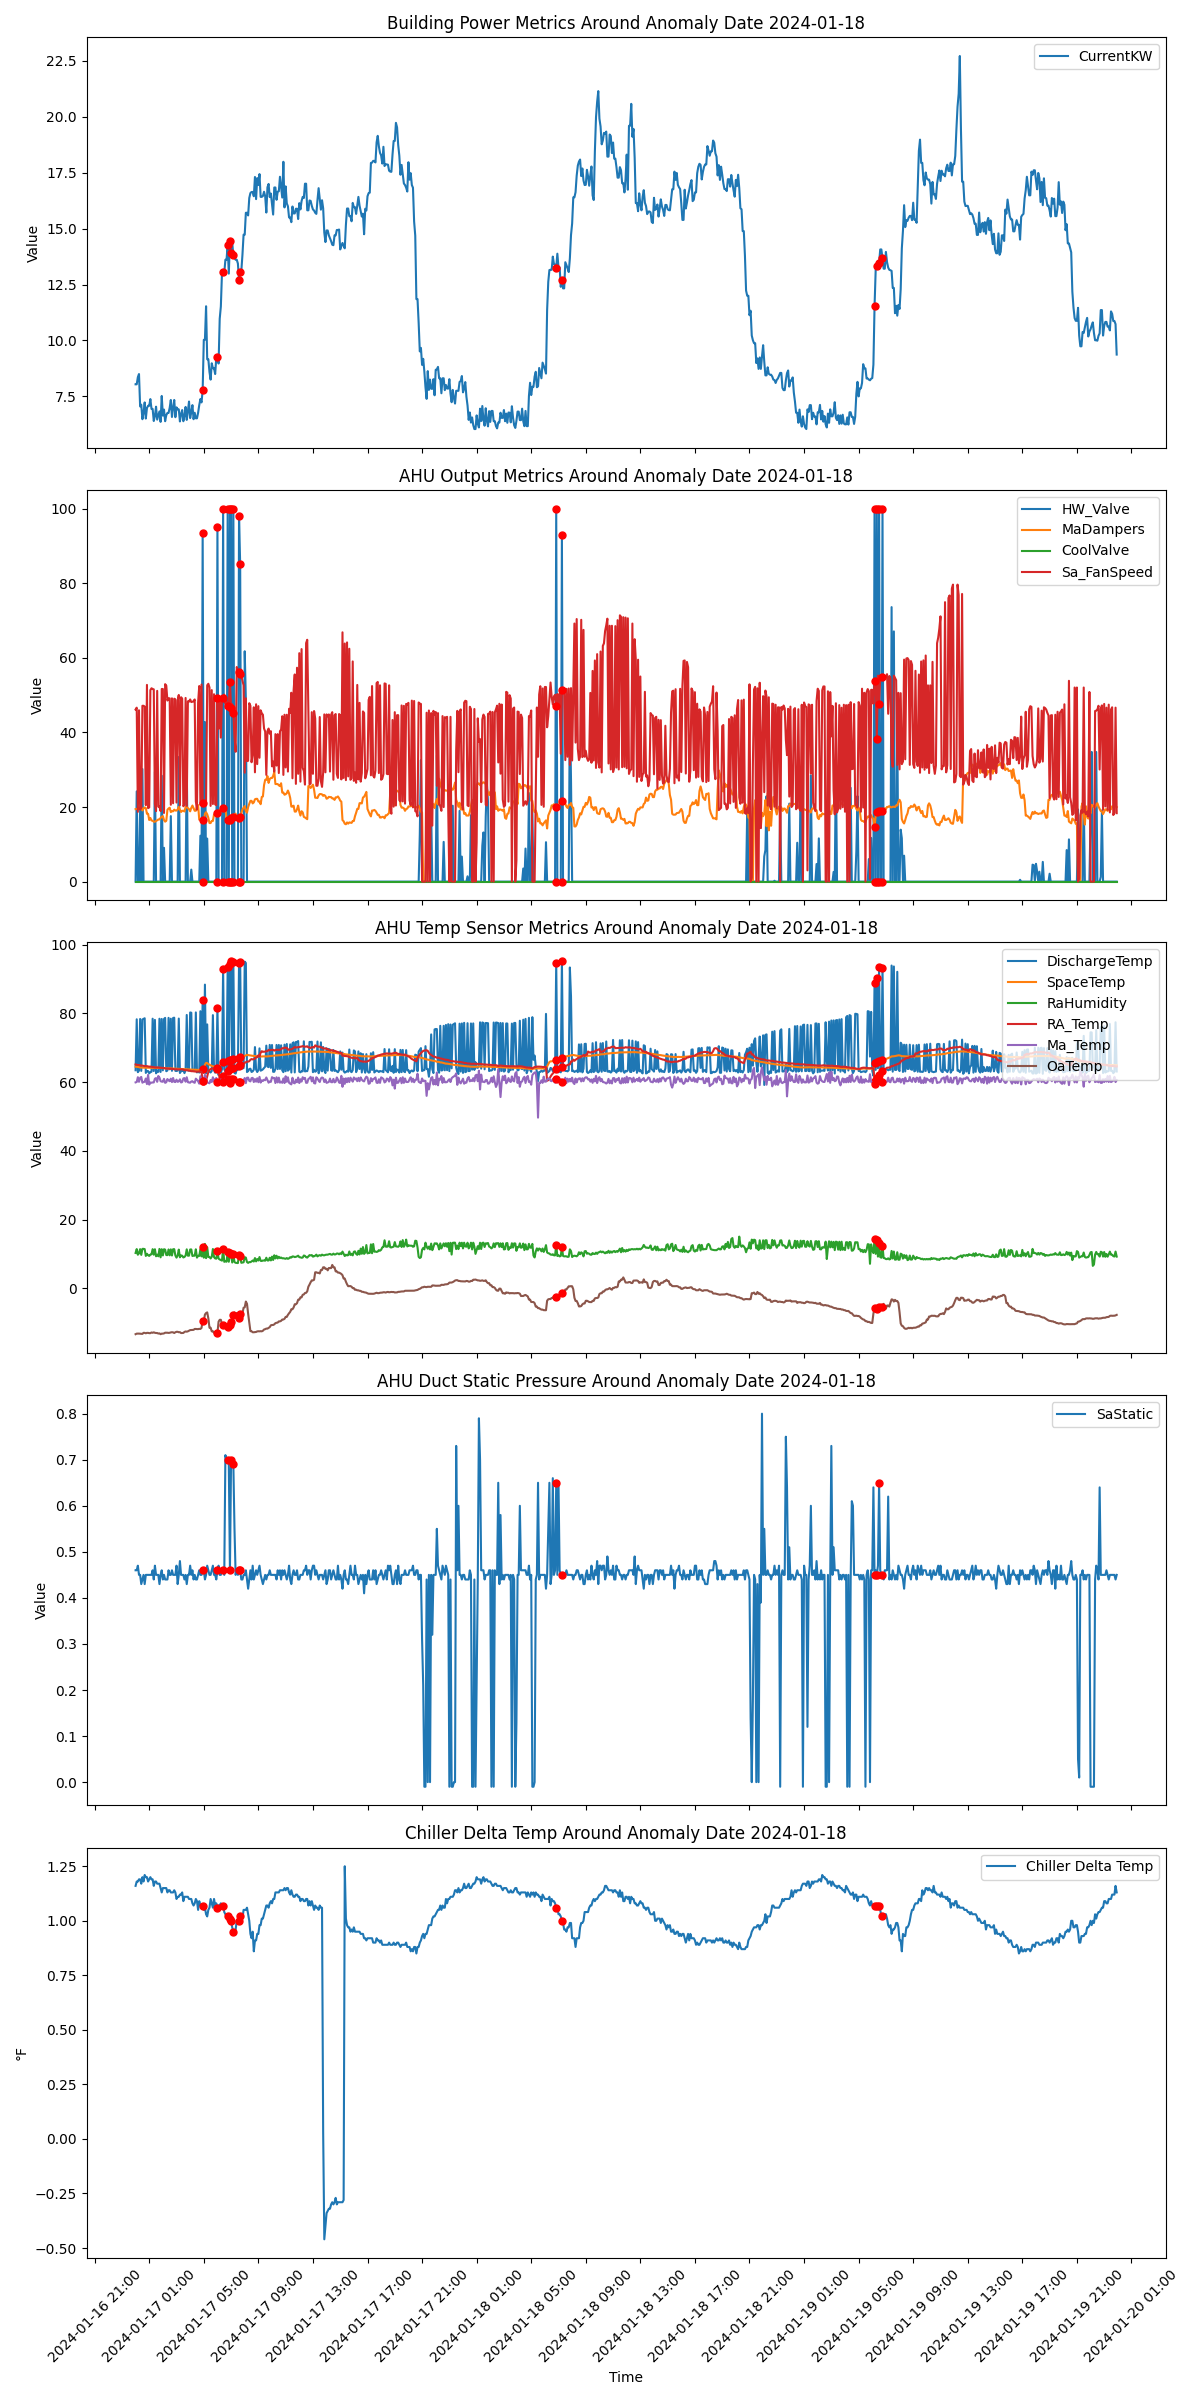 Building Power Metrics Around Anomaly Date 2024-01-18
CurrentKW
22.5
20.0
17.5
15.0
12.5
10.0
7.5
Value
AHU Output Metrics Around Anomaly Date 2024-01-18
HW_Valve
MaDampers
CoolValve
Sa_FanSpeed
100
80
60
40
20
0
Value
AHU Temp Sensor Metrics Around Anomaly Date 2024-01-18
DischargeTemp
SpaceTemp
RaHumidity
RA_Temp
Ma_Temp
OaTemp
100
80
60
40
20
0
Value
AHU Duct Static Pressure Around Anomaly Date 2024-01-18
SaStatic
0.8
0.7
0.6
0.5
0.4
0.3
0.2
0.1
0.0
Value
Chiller Delta Temp Around Anomaly Date 2024-01-18
Chiller Delta Temp
1.25
1.00
0.75
0.50
0.25
0.00
−0.25
−0.50
°F
2024-01-16 21:00
2024-01-17 01:00
2024-01-17 05:00
2024-01-17 09:00
2024-01-17 13:00
2024-01-17 17:00
2024-01-17 21:00
2024-01-18 01:00
2024-01-18 05:00
2024-01-18 09:00
2024-01-18 13:00
2024-01-18 17:00
2024-01-18 21:00
2024-01-19 01:00
2024-01-19 05:00
2024-01-19 09:00
2024-01-19 13:00
2024-01-19 17:00
2024-01-19 21:00
2024-01-20 01:00
Time